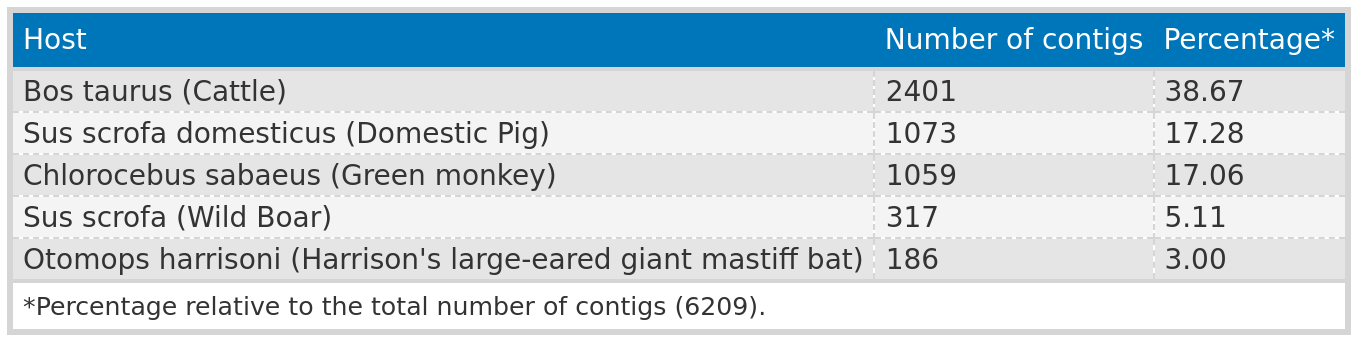 Host Number of contigs Percentage*
Bos taurus (Cattle) 2401 38.67
Sus scrofa domesticus (Domestic Pig) 1073 17.28
Chlorocebus sabaeus (Green monkey) 1059 17.06
Sus scrofa (Wild Boar) 317 5.11
Otomops harrisoni (Harrison's large-eared giant mastiff bat) 186 3.00
*Percentage relative to the total number of contigs (6209).